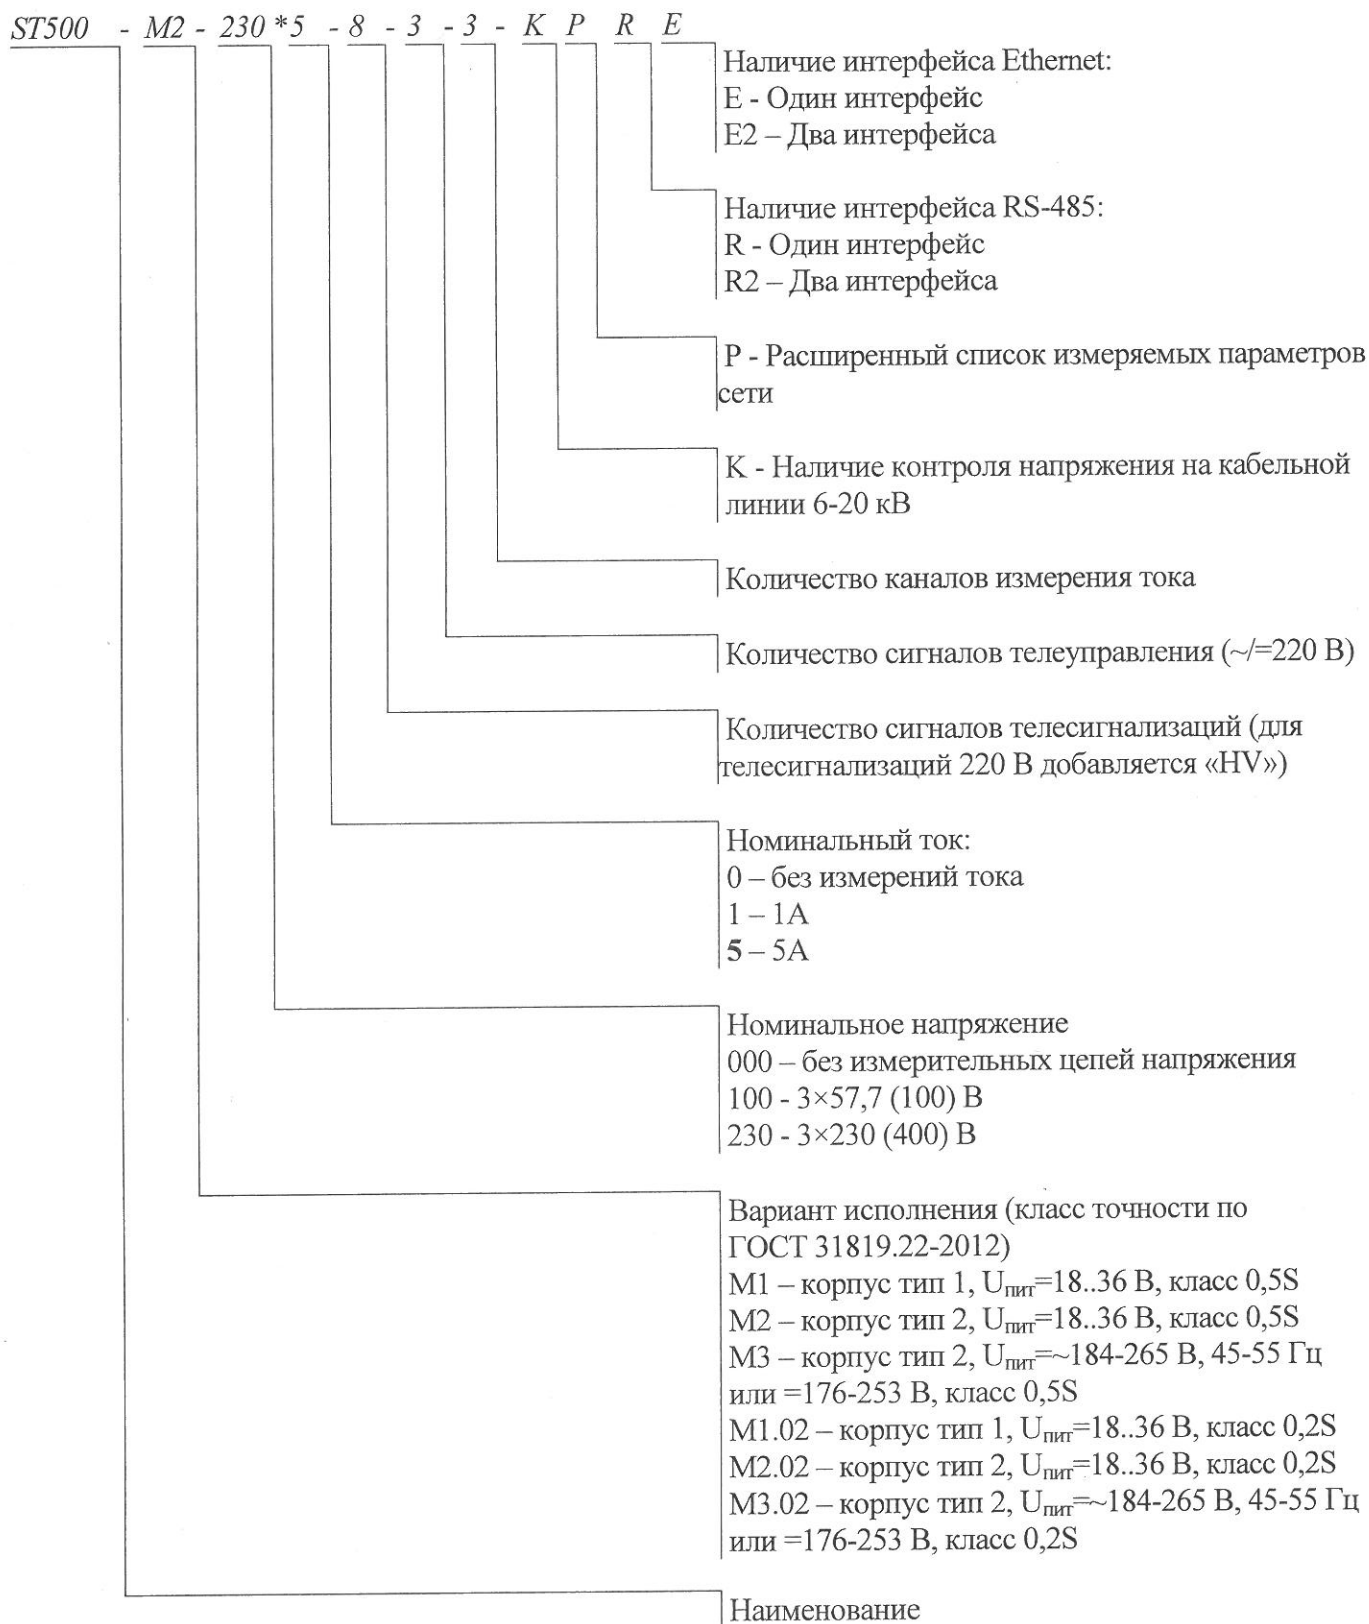 ST500 - M2 - 230 *5 - 8 - 3 - 3 - K P R E
Наличие интерфейса Ethernet:
E - Один интерфейс
E2 – Два интерфейса
Наличие интерфейса RS-485:
R - Один интерфейс
R2 – Два интерфейса
P - Расширенный список измеряемых параметров
сети
K - Наличие контроля напряжения на кабельной
линии 6-20 кВ
Количество каналов измерения тока
Количество сигналов телеуправления (~/=220 В)
Количество сигналов телесигнализаций (для
телесигнализаций 220 В добавляется «HV»)
Номинальный ток:
0 – без измерений тока
1 – 1А
5 – 5А
Номинальное напряжение
000 – без измерительных цепей напряжения
100 - 3×57,7 (100) В
230 - 3×230 (400) В
Вариант исполнения (класс точности по
ГОСТ 31819.22-2012)
М1 – корпус тип 1, Uпит=18..36 В, класс 0,5S
М2 – корпус тип 2, Uпит=18..36 В, класс 0,5S
М3 – корпус тип 2, Uпит=~184-265 В, 45-55 Гц
или =176-253 В, класс 0,5S
М1.02 – корпус тип 1, Uпит=18..36 В, класс 0,2S
М2.02 – корпус тип 2, Uпит=18..36 В, класс 0,2S
М3.02 – корпус тип 2, Uпит=~184-265 В, 45-55 Гц
или =176-253 В, класс 0,2S
Наименование